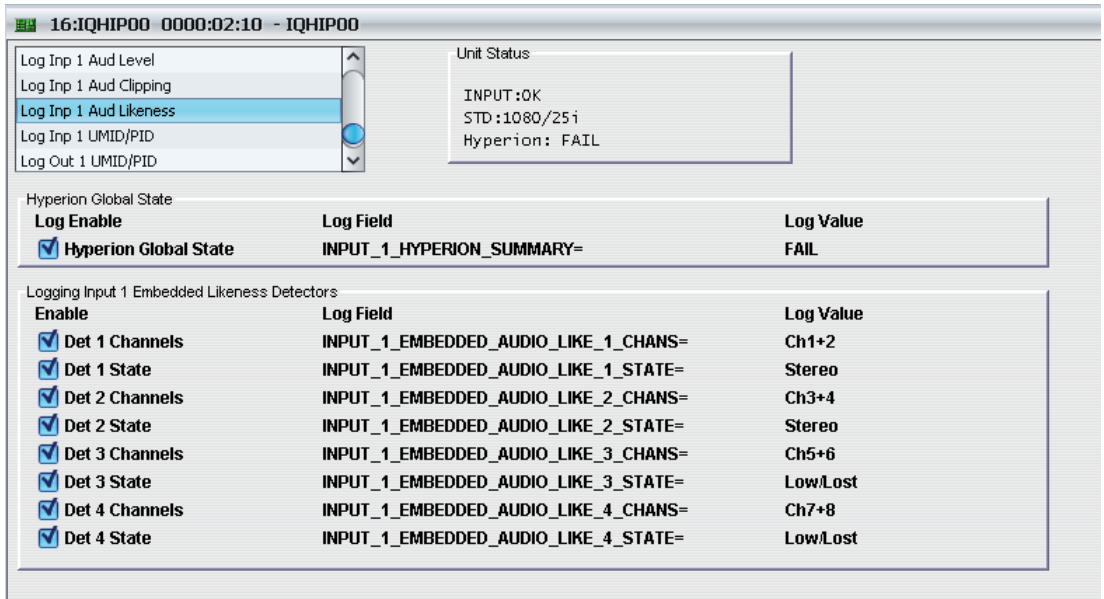 16:IQHIP00 0000:02:10 - IQHIP00
Log Inp 1 Aud Level
Log Inp 1 Aud Clipping
Log Inp 1 Aud Likeness
Log Inp 1 UMID/PID
Log Out 1 UMID/PID
Unit Status
INPUT:OK
STD:1080/25i
Hyperion: FAIL
Hyperion Global State
Log Enable Log Field Log Value
Hyperion Global State INPUT_1_HYPERION_SUMMARY= FAIL
Logging Input 1 Embedded Likeness Detectors
Enable Log Field Log Value
Det 1 Channels INPUT_1_EMBEDDED_AUDIO_LIKE_1_CHANS= Ch1+2
Det 1 State INPUT_1_EMBEDDED_AUDIO_LIKE_1_STATE= Stereo
Det 2 Channels INPUT_1_EMBEDDED_AUDIO_LIKE_2_CHANS= Ch3+4
Det 2 State INPUT_1_EMBEDDED_AUDIO_LIKE_2_STATE= Stereo
Det 3 Channels INPUT_1_EMBEDDED_AUDIO_LIKE_3_CHANS= Ch5+6
Det 3 State INPUT_1_EMBEDDED_AUDIO_LIKE_3_STATE= Low/Lost
Det 4 Channels INPUT_1_EMBEDDED_AUDIO_LIKE_4_CHANS= Ch7+8
Det 4 State INPUT_1_EMBEDDED_AUDIO_LIKE_4_STATE= Low/Lost